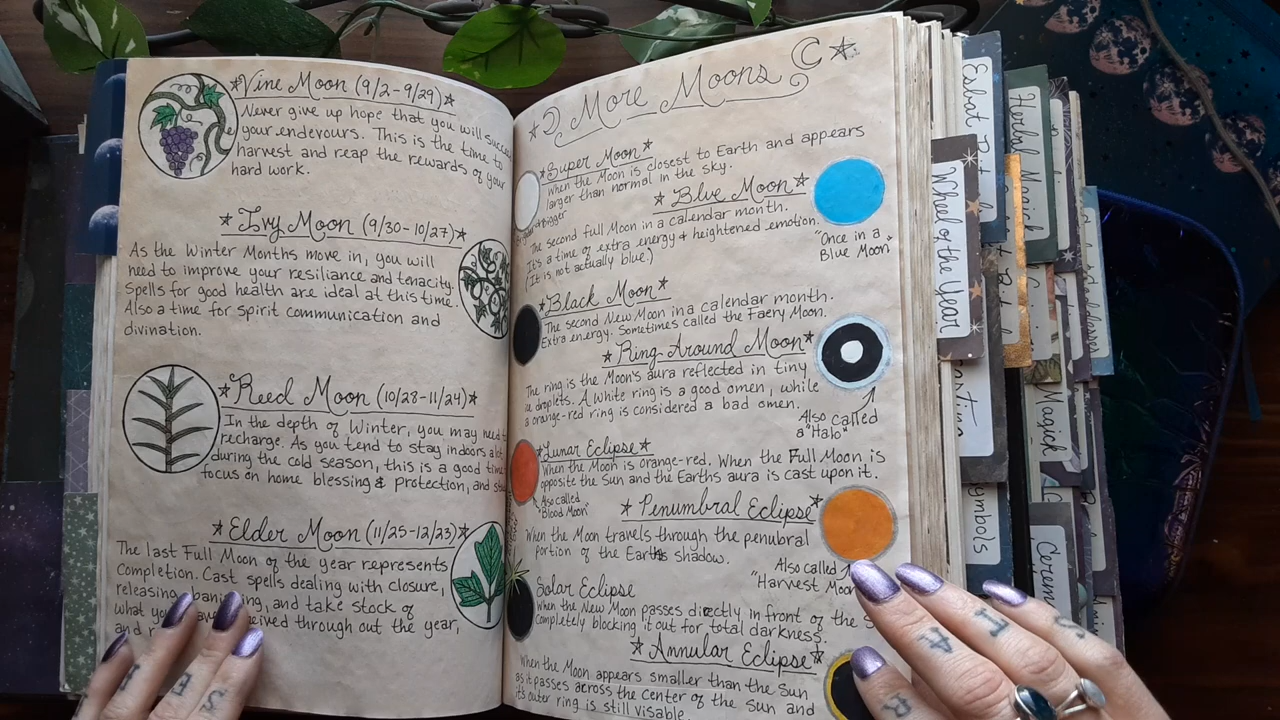 Vine Moon (9/2-9/29)
Never give up hope that you will
your endevours. This is the time to
harvest and reap the rewards of your
hard work.
Ivy Moon (9/30-10/27)
As the Winter Months move in, you will
need to improve your resiliance and tenacity.
Spells for good health are ideal at this time.
Also a time for spirit communication and
divination.
Reed Moon (10/28-11/24)
In the depth of Winter, you may need
recharge. As you tend to stay indoors
during the cold season, this is a good time
focus on home blessing & protection, and
Elder Moon (11/25-12/23)
The last Full Moon of the year represents
Completion. Cast spells dealing with closure,
releasing, and take stock of
what you through out the year,
and
More Moons
Super Moon
When the Moon is closest to Earth and appears
larger than normal in the sky.
Bigger
Blue Moon
The second full Moon in a calendar month.
It's a time of extra energy + heightened emotion.
(It is not actually blue.)
"Once in a
Blue Moon"
Black Moon
The second New Moon in a calendar month.
Extra energy. Sometimes called the Faery Moon.
Ring-Around Moon
The ring is the Moon's aura reflected in tiny
ice droplets. A white ring is a good omen, while
a orange-red ring is considered a bad omen.
Also called
a "Halo"
Lunar Eclipse
When the Moon is orange-red. When the Full Moon is
opposite the Sun and the Earths aura is cast upon it.
Also called
"Blood Moon"
Penumbral Eclipse
When the Moon travels through the penubral
portion of the Earths shadow.
Also called
"Harvest Moon
Solar Eclipse
When the New Moon passes directly in front of the S
Completely blocking it out for total darkness.
Annular Eclipse
When the Moon appears smaller than the Sun
as it passes across the center of the Sun and
it's outer ring is still visable.
Sabot
Herbal Magick
Wheel of the Year
Magick
Symbols
Cerem